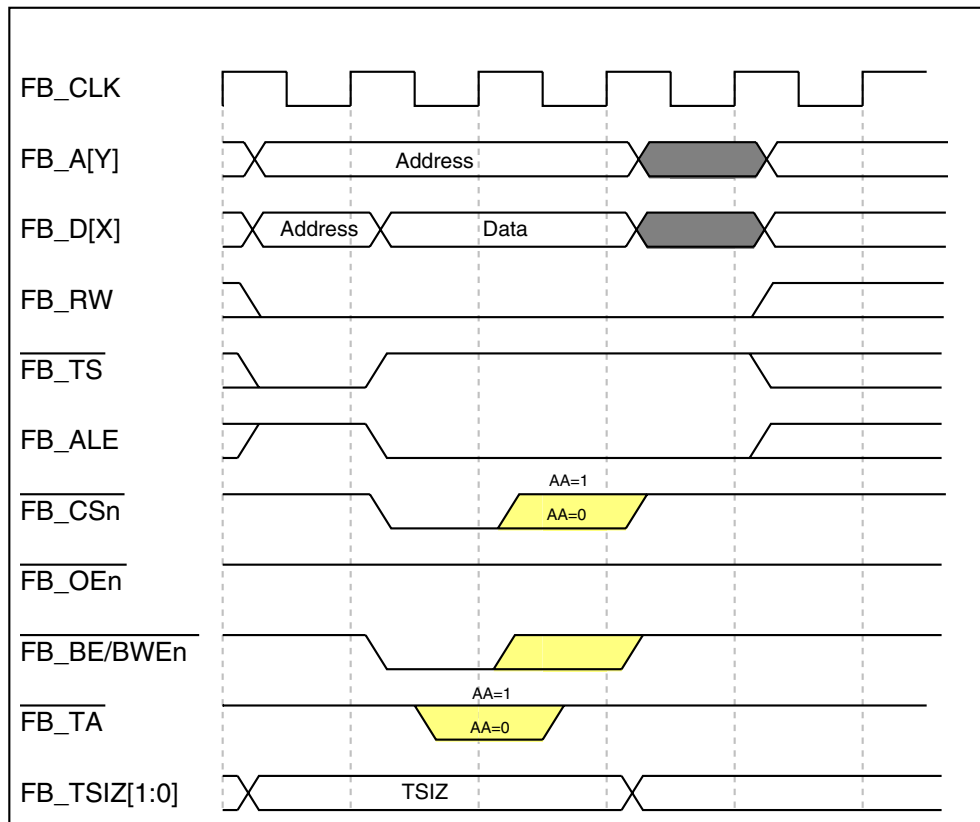 FB_CLK
FB_A[Y]
Address
FB_D[X]
Address
Data
FB_RW
FB_TS
FB_ALE
AA=1
FB_CSn
AA=0
FB_OEn
FB_BE/BWEn
AA=1
FB_TA
AA=0
FB_TSIZ[1:0]
TSIZ